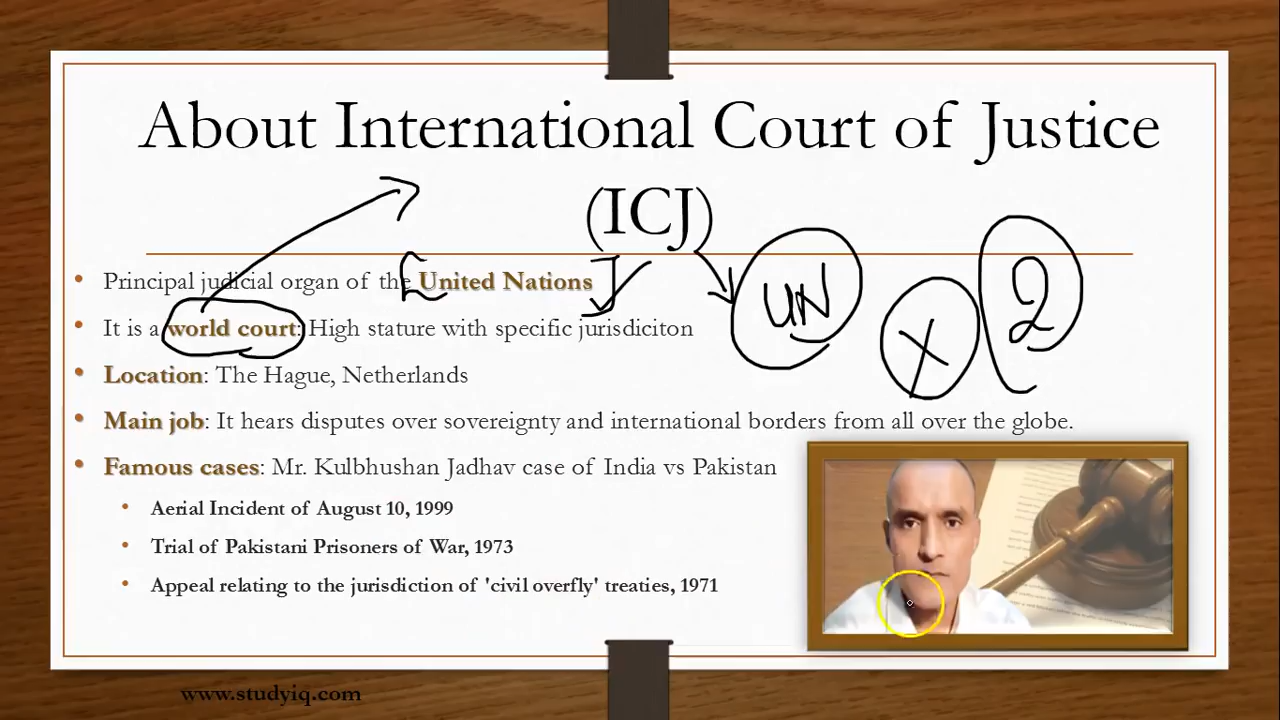 About International Court of Justice
(ICJ)
• Principal judicial organ of the United Nations
• It is a world court: High stature with specific jurisdiciton
UN
X
2
• Location: The Hague, Netherlands
• Main job: It hears disputes over sovereignty and international borders from all over the globe.
• Famous cases: Mr. Kulbhushan Jadhav case of India vs Pakistan
• Aerial Incident of August 10, 1999
• Trial of Pakistani Prisoners of War, 1973
• Appeal relating to the jurisdiction of 'civil overfly' treaties, 1971
www.studyiq.com